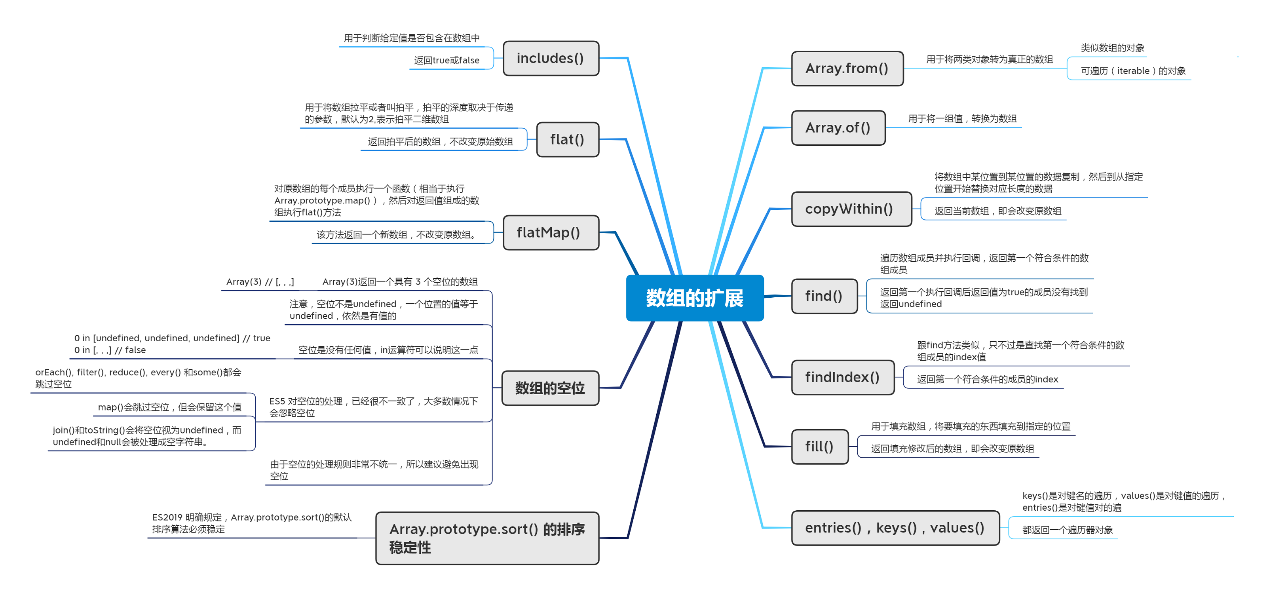 数组的扩展
includes()
用于判断给定值是否包含在数组中
返回true或false
flat()
用于将数组拉平或者叫拍平，拍平的深度取决于传递
的参数，默认为2,表示拍平二维数组
返回拍平后的数组，不改变原始数组
flatMap()
对原数组的每个成员执行一个函数（相当于执行
Array.prototype.map()），然后对返回值组成的数
组执行flat()方法
该方法返回一个新数组，不改变原数组。
数组的空位
Array(3)返回一个具有 3 个空位的数组
Array(3) // [, , ,]
注意，空位不是undefined，一个位置的值等于
undefined，依然是有值的
空位是没有任何值，in运算符可以说明这一点
0 in [undefined, undefined, undefined] // true
0 in [, , ,] // false
ES5 对空位的处理，已经很不一致了，大多数情况下
会忽略空位
orEach(), filter(), reduce(), every() 和some()都会
跳过空位
map()会跳过空位，但会保留这个值
join()和toString()会将空位视为undefined，而
undefined和null会被处理成空字符串。
由于空位的处理规则非常不统一，所以建议避免出现
空位
Array.prototype.sort() 的排序
稳定性
ES2019 明确规定，Array.prototype.sort()的默认
排序算法必须稳定
Array.from()
用于将两类对象转为真正的数组
类似数组的对象
可遍历（iterable）的对象
Array.of()
用于将一组值，转换为数组
copyWithin()
将数组中某位置到某位置的数据复制，然后到从指定
位置开始替换对应长度的数据
返回当前数组，即会改变原数组
find()
遍历数组成员并执行回调，返回第一个符合条件的数
组成员
返回第一个执行回调后返回值为true的成员没有找到
返回undefined
findIndex()
跟find方法类似，只不过是查找第一个符合条件的数
组成员的index值
返回第一个符合条件的成员的index
fill()
用于填充数组，将要填充的东西填充到指定的位置
返回填充修改后的数组，即会改变原数组
entries()，keys()，values()
keys()是对键名的遍历，values()是对键值的遍历，
entries()是对键值对的遍
都返回一个遍历器对象